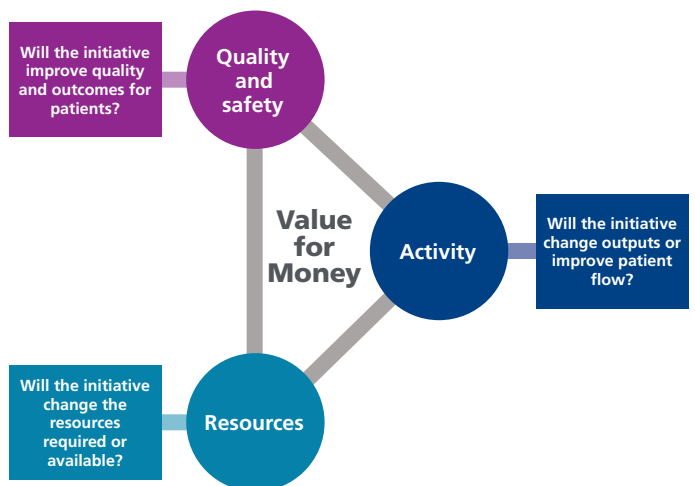 Will the initiative
improve quality
and outcomes for
patients?
Quality
and
safety
Value
for
Money
Activity
Will the initiative
change outputs or
improve patient
flow?
Will the initiative
change the
resources
required or
available?
Resources